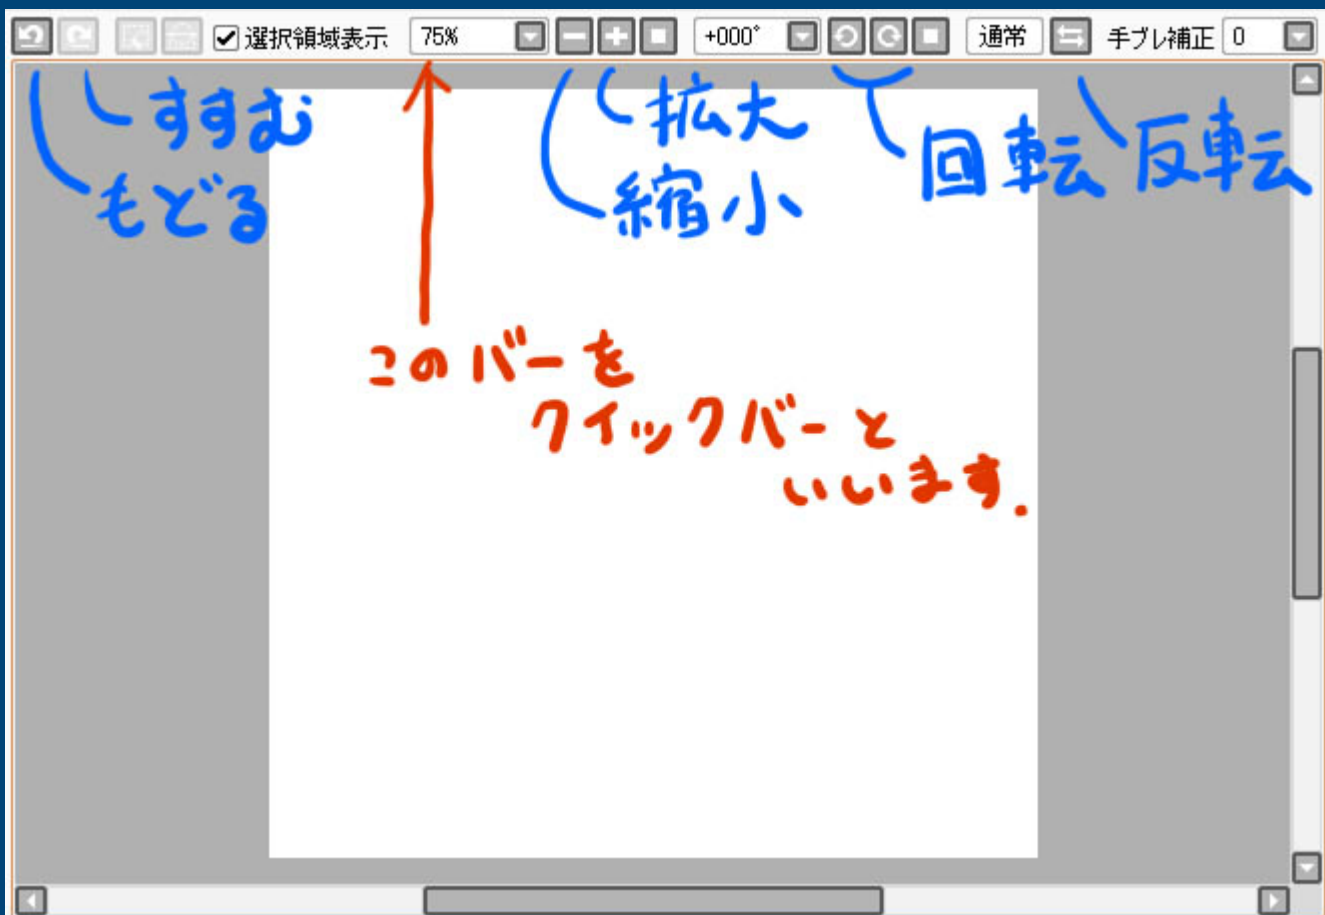 選択領域表示 75% +000° 通常 手ブレ補正 0
すすむ
もどる
拡大
縮小
回転
反転
このバーを
クイックバーと
いいます.